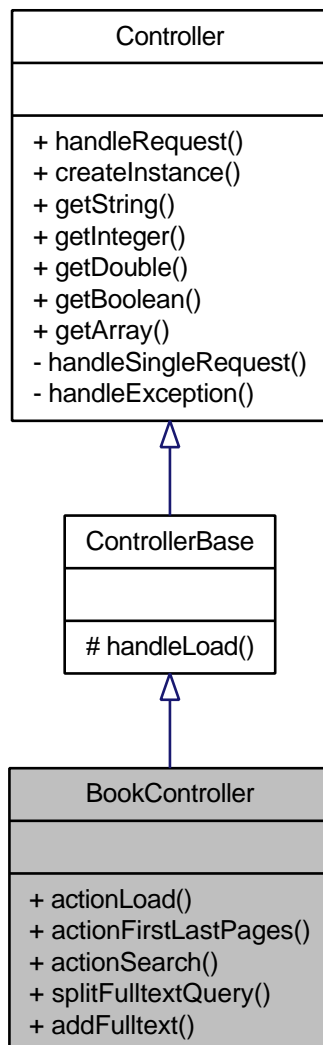 Controller
+ handleRequest()
+ createInstance()
+ getString()
+ getInteger()
+ getDouble()
+ getBoolean()
+ getArray()
- handleSingleRequest()
- handleException()
ControllerBase
# handleLoad()
BookController
+ actionLoad()
+ actionFirstLastPages()
+ actionSearch()
+ splitFulltextQuery()
+ addFulltext()